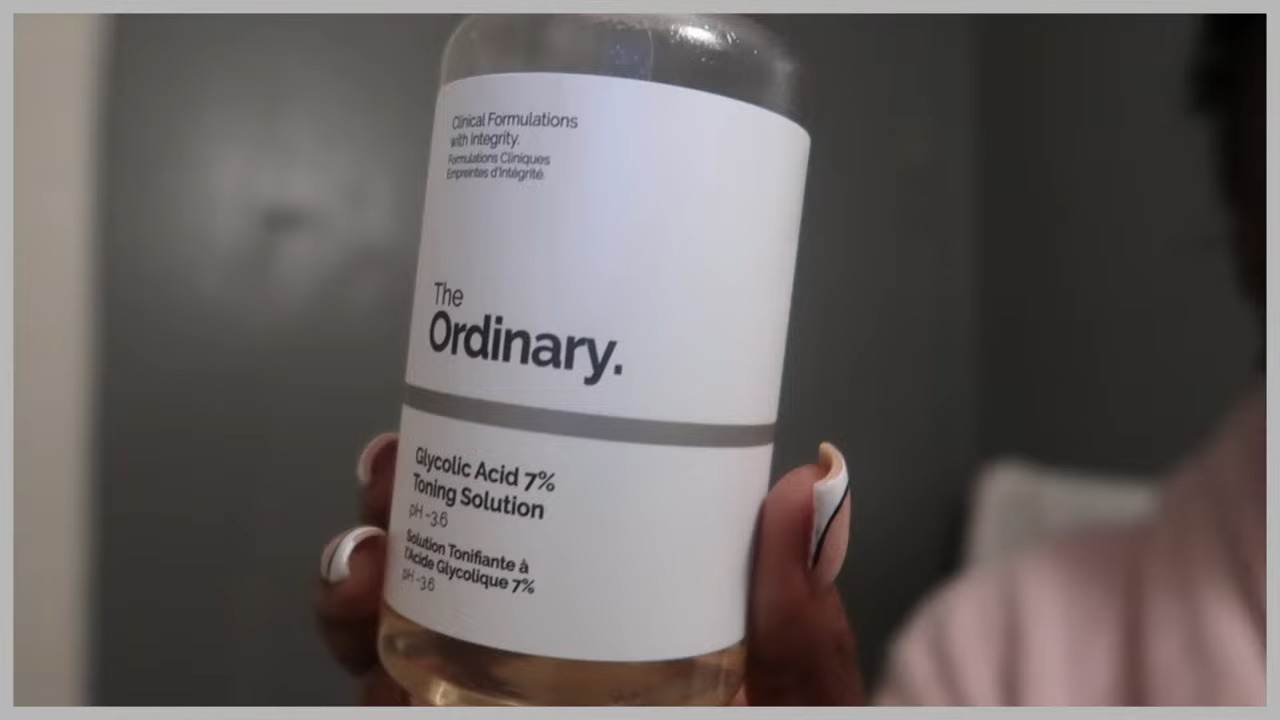 Clinical Formulations
with Integrity.
Formulations Cliniques
Empreintes d'Intégrité.
The
Ordinary.
Glycolic Acid 7%
Toning Solution
pH ~3.6
Solution Tonifiante à
l'Acide Glycolique 7%
pH ~3.6